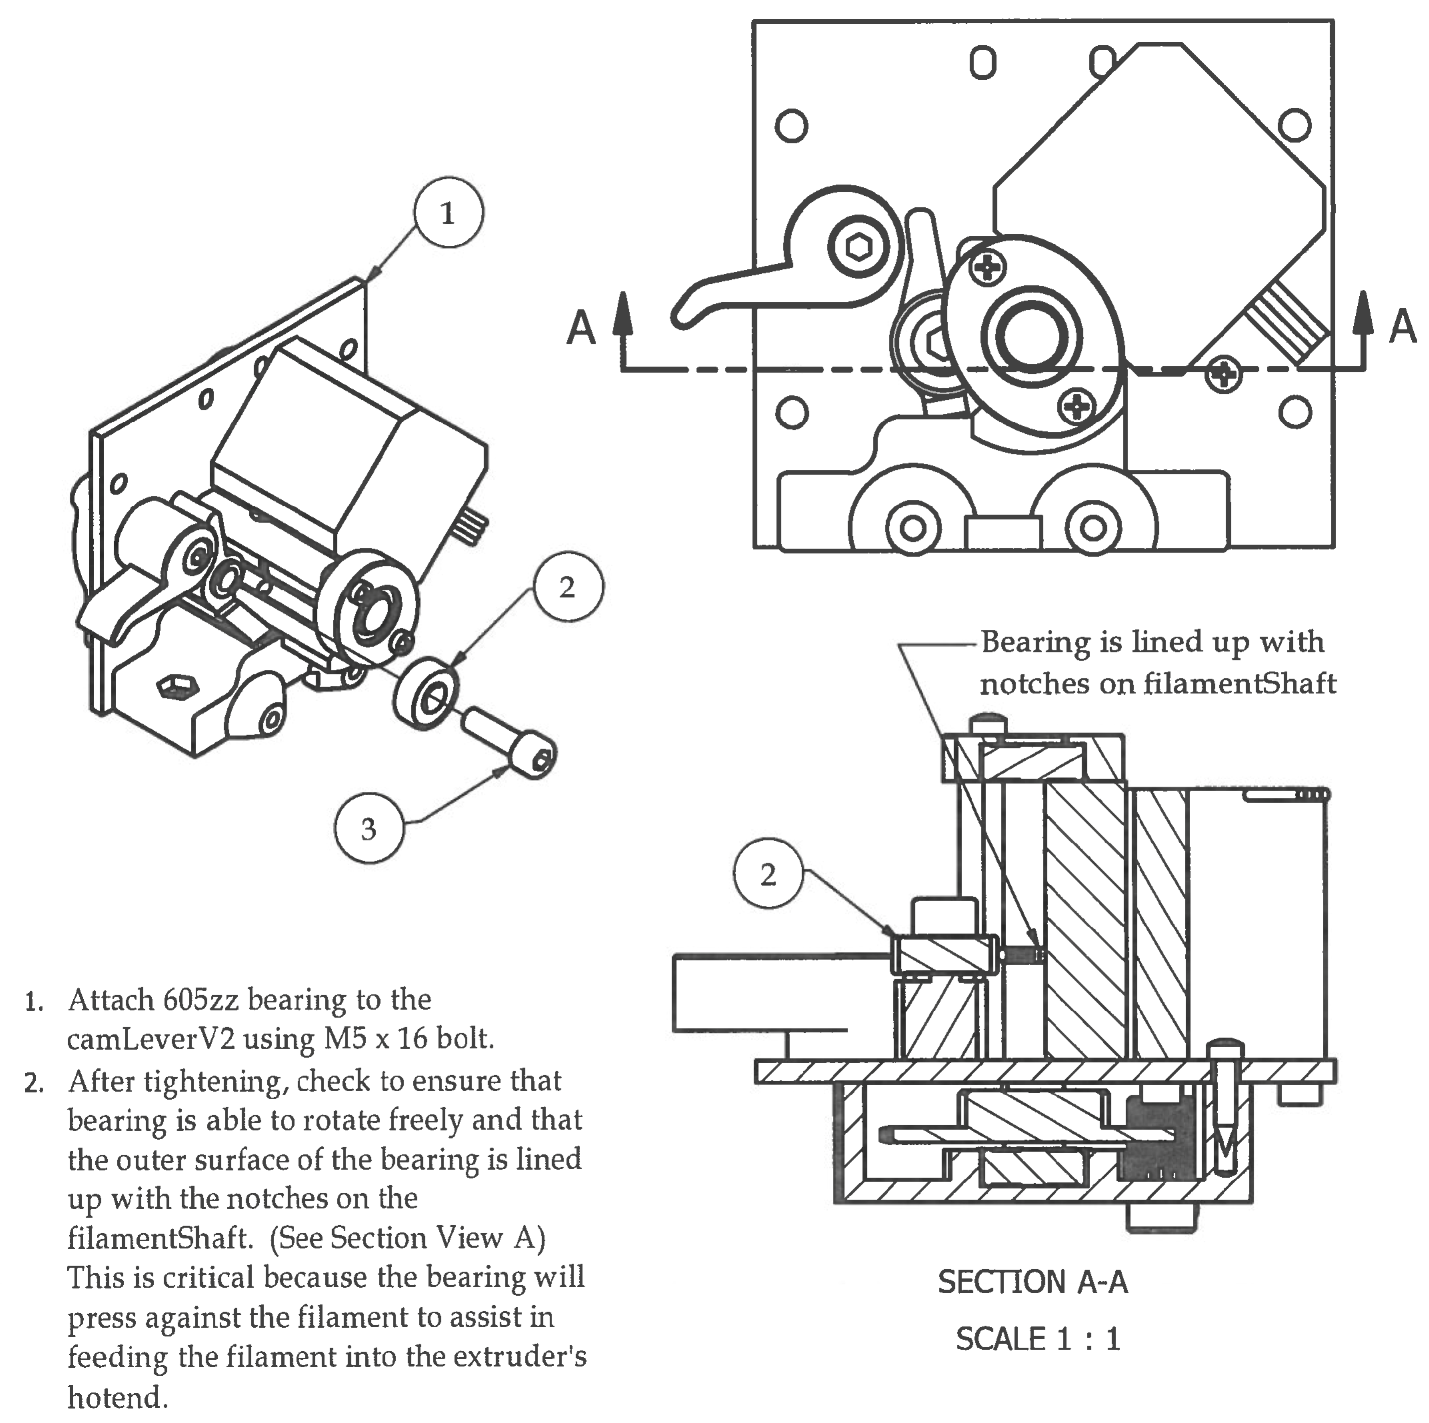 1
2
3
A
A
Bearing is lined up with
notches on filamentShaft
2
SECTION A-A
SCALE 1 : 1
1. Attach 605zz bearing to the
camLeverV2 using M5 x 16 bolt.
2. After tightening, check to ensure that
bearing is able to rotate freely and that
the outer surface of the bearing is lined
up with the notches on the
filamentShaft. (See Section View A)
This is critical because the bearing will
press against the filament to assist in
feeding the filament into the extruder's
hotend.